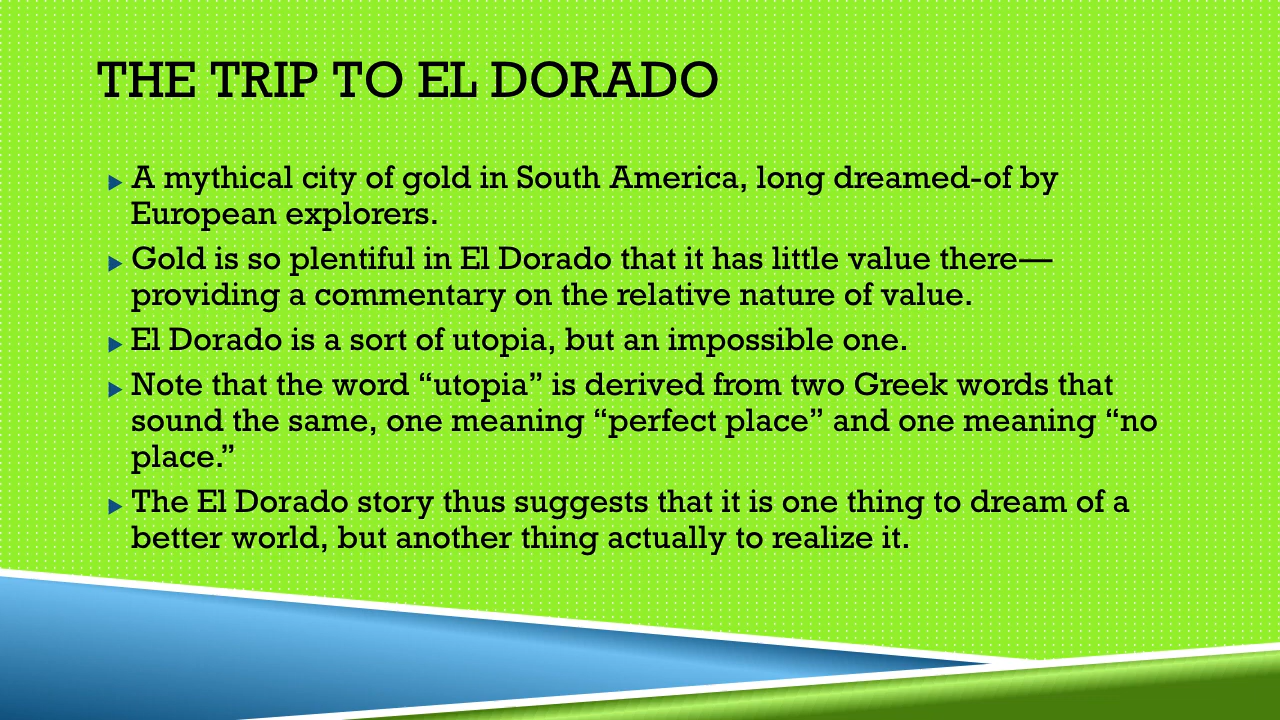 THE TRIP TO EL DORADO
A mythical city of gold in South America, long dreamed-of by
European explorers.
Gold is so plentiful in El Dorado that it has little value there—
providing a commentary on the relative nature of value.
El Dorado is a sort of utopia, but an impossible one.
Note that the word “utopia” is derived from two Greek words that
sound the same, one meaning “perfect place” and one meaning “no
place.”
The El Dorado story thus suggests that it is one thing to dream of a
better world, but another thing actually to realize it.